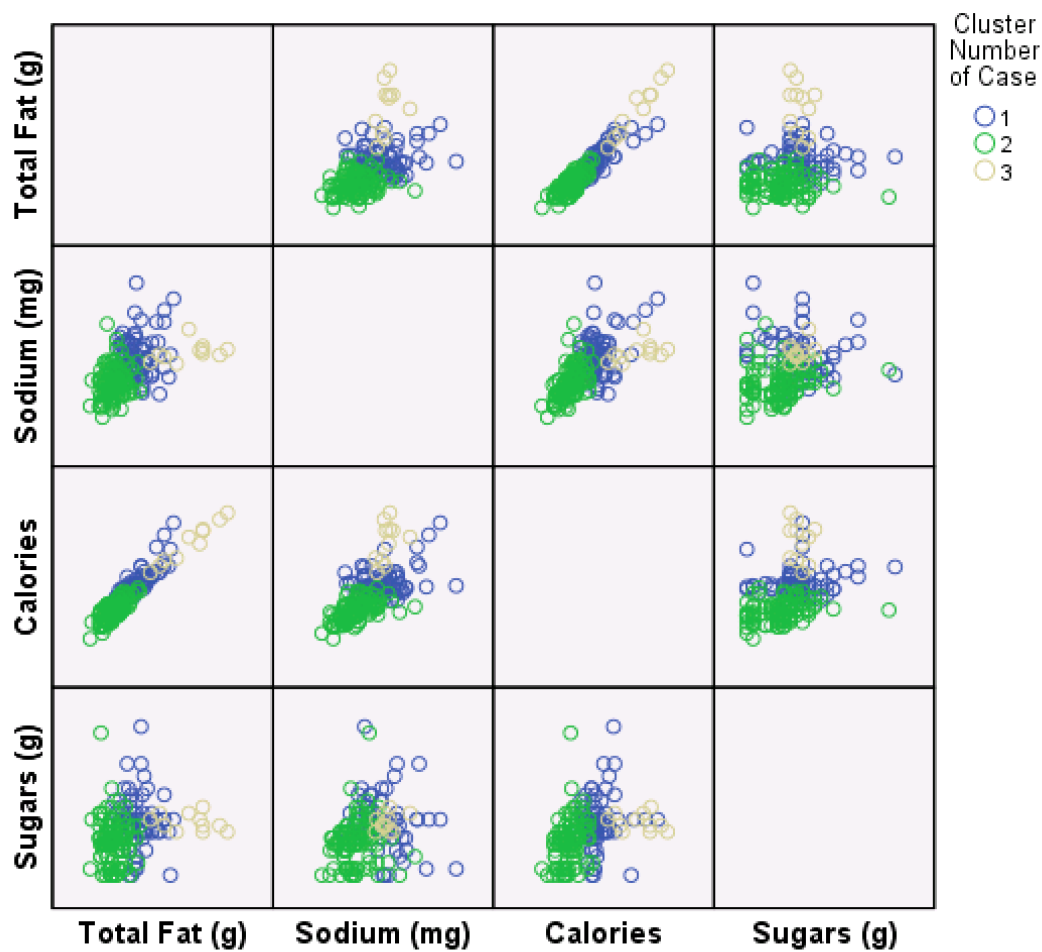 Cluster
Number
of Case
1
2
3
Total Fat (g)
Sodium (mg)
Calories
Sugars (g)
Total Fat (g) Sodium (mg) Calories Sugars (g)